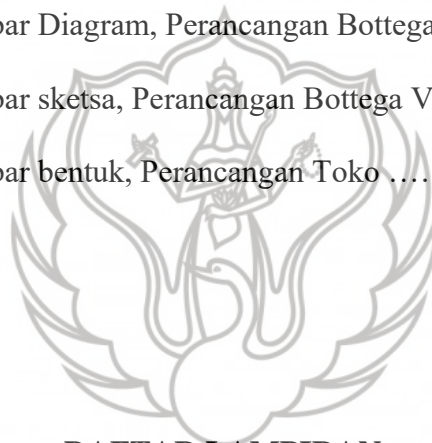 bar Diagram, Perancangan Bottega
bar sketsa, Perancangan Bottega V
bar bentuk, Perancangan Toko ….
DAFTAR LAMPIRAN